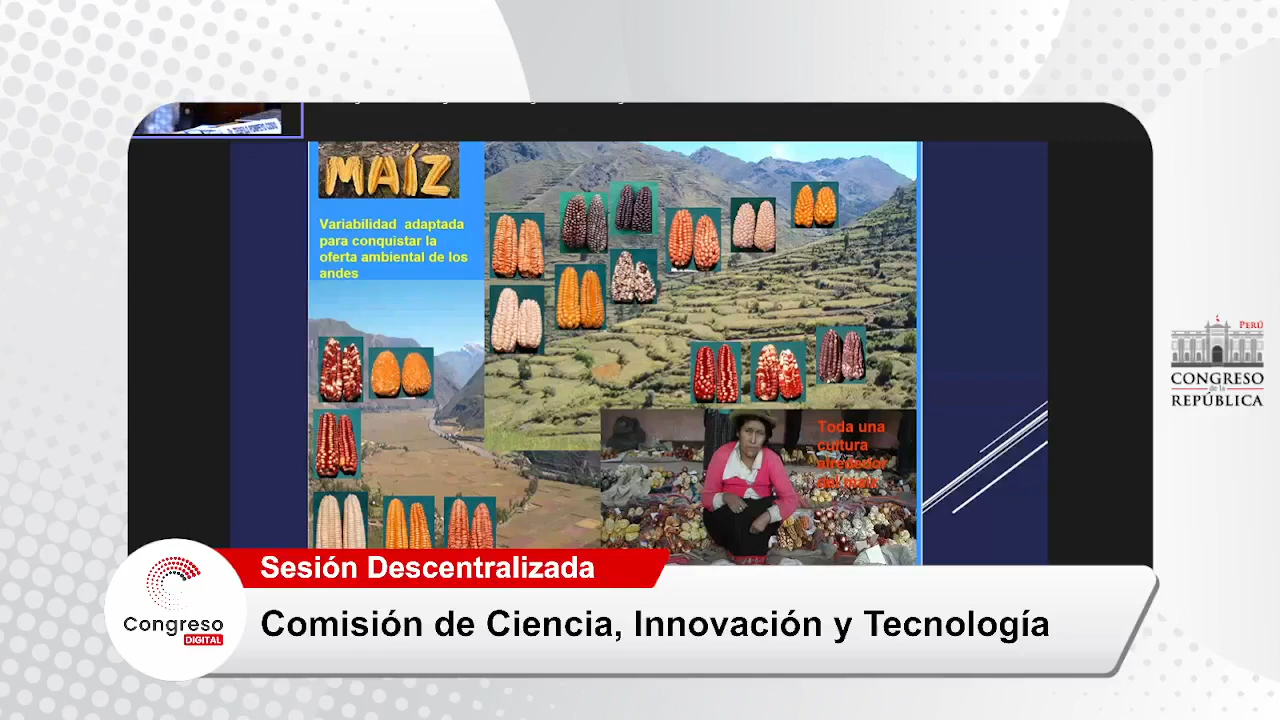 MAÍZ
Variabilidad adaptada
para conquistar la
oferta ambiental de los
andes
Toda una
cultura
alrededor
del maíz
PERÚ
CONGRESO
de la
REPÚBLICA
Sesión Descentralizada
Congreso
DIGITAL
Comisión de Ciencia, Innovación y Tecnología